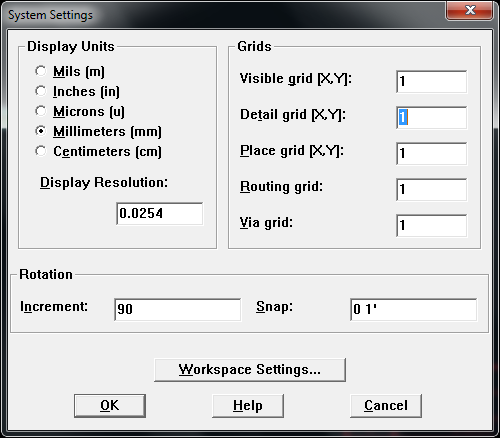 System Settings
Display Units
Mils (m)
Inches (in)
Microns (u)
Millimeters (mm)
Centimeters (cm)
Display Resolution:
0.0254
Grids
Visible grid [X,Y]: 1
Detail grid [X,Y]: 1
Place grid [X,Y]: 1
Routing grid: 1
Via grid: 1
Rotation
Increment: 90 Snap: 0 1'
Workspace Settings...
OK Help Cancel